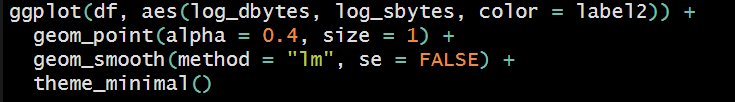 ggplot(df, aes(log_dbytes, log_sbytes, color = label2)) +
  geom_point(alpha = 0.4, size = 1) +
  geom_smooth(method = "lm", se = FALSE) +
  theme_minimal()